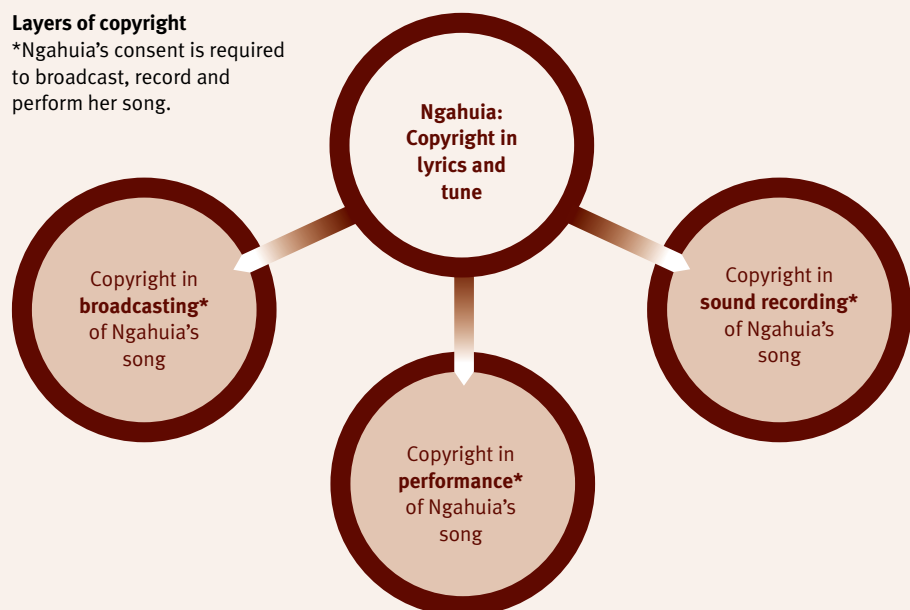 Layers of copyright
*Ngahuia’s consent is required
to broadcast, record and
perform her song.
Ngahuia:
Copyright in
lyrics and
tune
Copyright in
broadcasting*
of Ngahuia’s
song
Copyright in
performance*
of Ngahuia’s
song
Copyright in
sound recording*
of Ngahuia’s
song